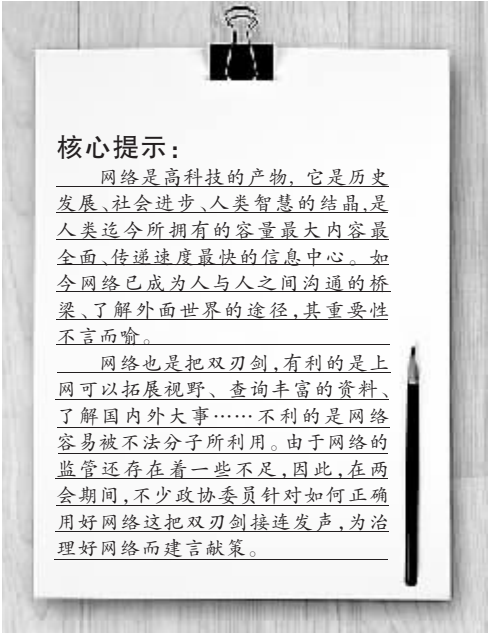 核心提示：
网络是高科技的产物，它是历史
发展、社会进步、人类智慧的结晶，是
人类迄今所拥有的容量最大内容最
全面、传递速度最快的信息中心。如
今网络已成为人与人之间沟通的桥
梁、了解外面世界的途径，其重要性
不言而喻。
网络也是把双刃剑，有利的是上
网可以拓展视野、查询丰富的资料、
了解国内外大事……不利的是网络
容易被不法分子所利用。由于网络的
监管还存在着一些不足，因此，在两
会期间，不少政协委员针对如何正确
用好网络这把双刃剑接连发声，为治
理好网络而建言献策。